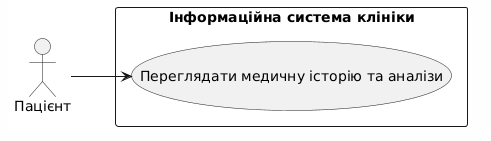 Інформаційна система клініки
Переглядати медичну історію та аналізи
Пацієнт